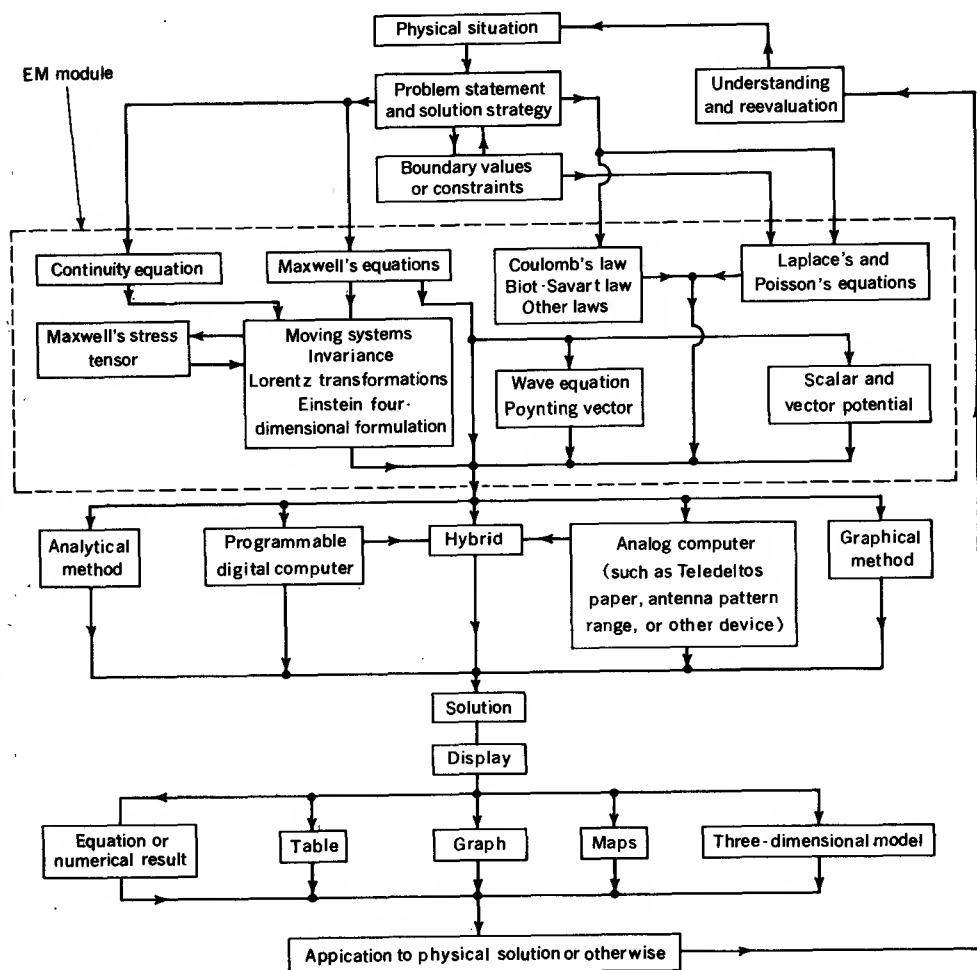 Physical situation
EM module
Understanding
and reevaluation
Problem statement
and solution strategy
Boundary values
or constraints
Continuity equation
Maxwell's equations
Coulomb's law
Biot-Savart law
Other laws
Laplace's and
Poisson's equations
Maxwell's stress
tensor
Moving systems
Invariance
Lorentz transformations
Einstein four-
dimensional formulation
Wave equation
Poynting vector
Scalar and
vector potential
Analytical
method
Programmable
digital computer
Hybrid
Analog computer
(such as Teledeltos
paper, antenna pattern
range, or other device)
Graphical
method
Solution
Display
Equation or
numerical result
Table
Graph
Maps
Three-dimensional model
Appication to physical solution or otherwise